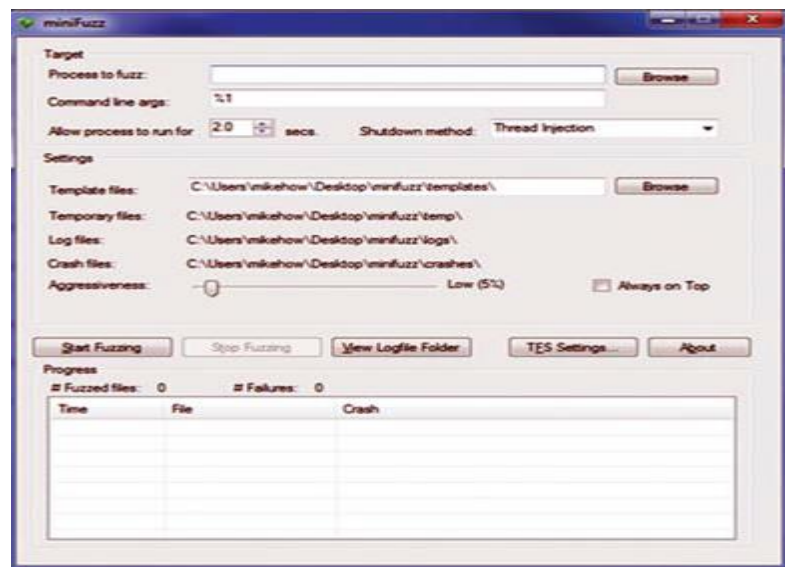 miniFuzz
Target
Process to fuzz:
Browse
Command line args: %1
Allow process to run for 2.0 secs. Shutdown method: Thread Injection
Settings
Template files: C:\Users\mikehow\Desktop\minifuzz\templates\ Browse
Temporary files: C:\Users\mikehow\Desktop\minifuzz\temp\
Log files: C:\Users\mikehow\Desktop\minifuzz\logs\
Crash files: C:\Users\mikehow\Desktop\minifuzz\crashes\
Aggressiveness: Low (5%) Always on Top
Start Fuzzing Stop Fuzzing View Logfile Folder TFS Settings... About
Progress
# Fuzzed files: 0 # Failures: 0
Time File Crash